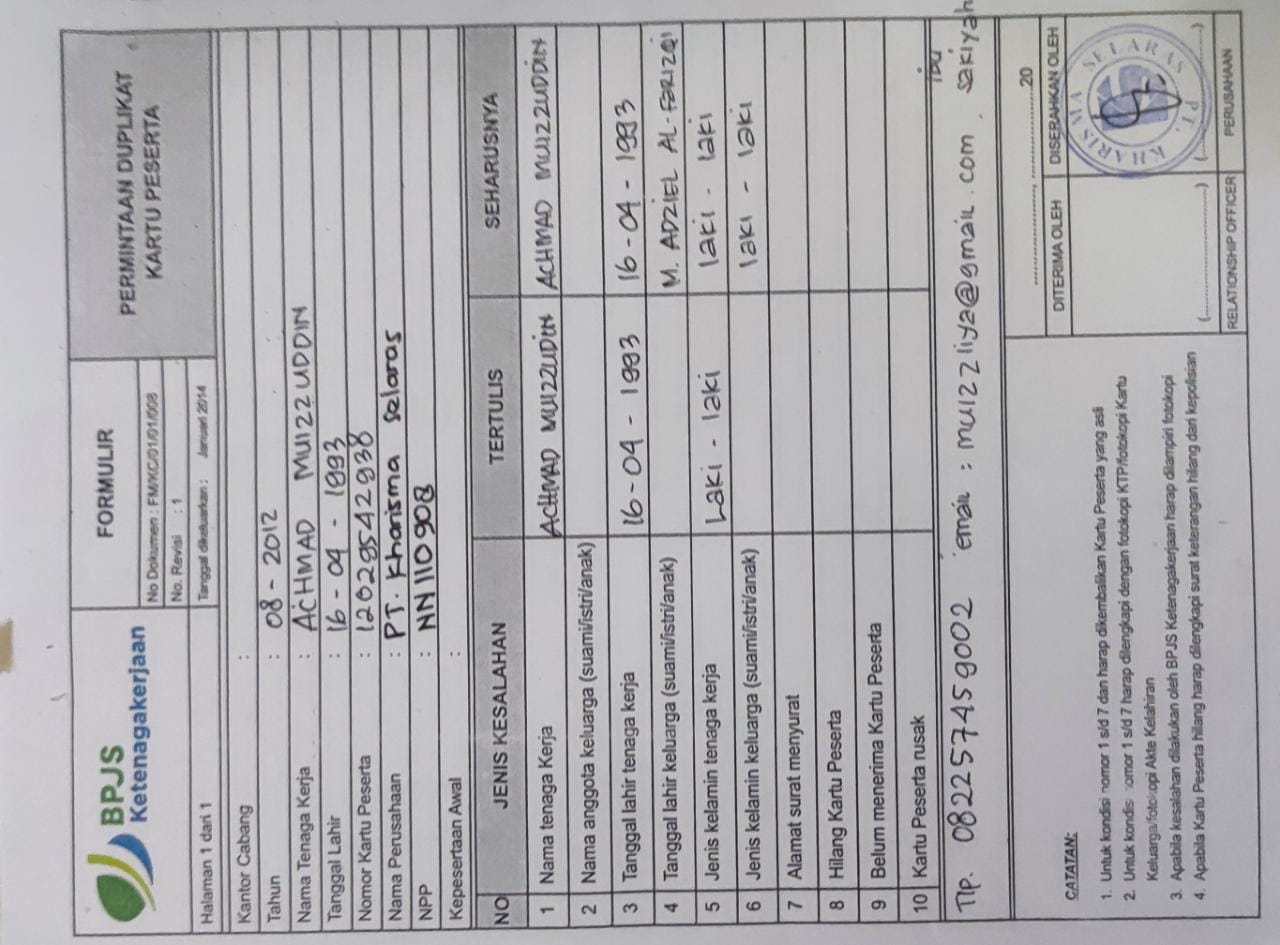 BPJS
Ketenagakerjaan
FORMULIR
PERMINTAAN DUPLIKAT
KARTU PESERTA
No Dokumen : FM/KC/01/01/008
No. Revisi : 1
Halaman 1 dari 1
Tanggal dikeluarkan : Januari 2014
Kantor Cabang :
Tahun : 08 - 2012
Nama Tenaga Kerja : ACHMAD MUIZZUDDIN
Tanggal Lahir : 16 - 04 - 1993
Nomor Kartu Peserta : 12029542938
Nama Perusahaan : PT. Kharisma Selaras
NPP : NN110908
Kepesertaan Awal :
NO JENIS KESALAHAN TERTULIS SEHARUSNYA
1 Nama tenaga Kerja ACHMAD MUIZZUDDIN ACHMAD MUIZZUDDIN
2 Nama anggota keluarga (suami/istri/anak)
3 Tanggal lahir tenaga kerja 16 - 04 - 1993 16 - 04 - 1993
4 Tanggal lahir keluarga (suami/istri/anak) M. ADZIEL AL-FARIZQI
5 Jenis kelamin tenaga kerja Laki - laki laki - laki
6 Jenis kelamin keluarga (suami/istri/anak) laki - laki
7 Alamat surat menyurat
8 Hilang Kartu Peserta
9 Belum menerima Kartu Peserta
10 Kartu Peserta rusak
ibu
Tlp. 082257459002 email : muizzliya@gmail.com . sakiyah
....................., .....................20
DITERIMA OLEH DISERAHKAN OLEH
PT. KHARISMA SELARAS
(.....................) (.....................)
RELATIONSHIP OFFICER PERUSAHAAN
CATATAN:
1. Untuk kondisi nomor 1 s/d 7 dan harap dikembalikan Kartu Peserta yang asli
2. Untuk kondisi nomor 1 s/d 7 harap dilengkapi dengan fotokopi KTP/fotokopi Kartu
Keluarga/fotokopi Akte Kelahiran
3. Apabila kesalahan dilakukan oleh BPJS Ketenagakerjaan harap dilampiri fotokopi
4. Apabila Kartu Peserta hilang harap dilengkapi surat keterangan hilang dari kepolisian